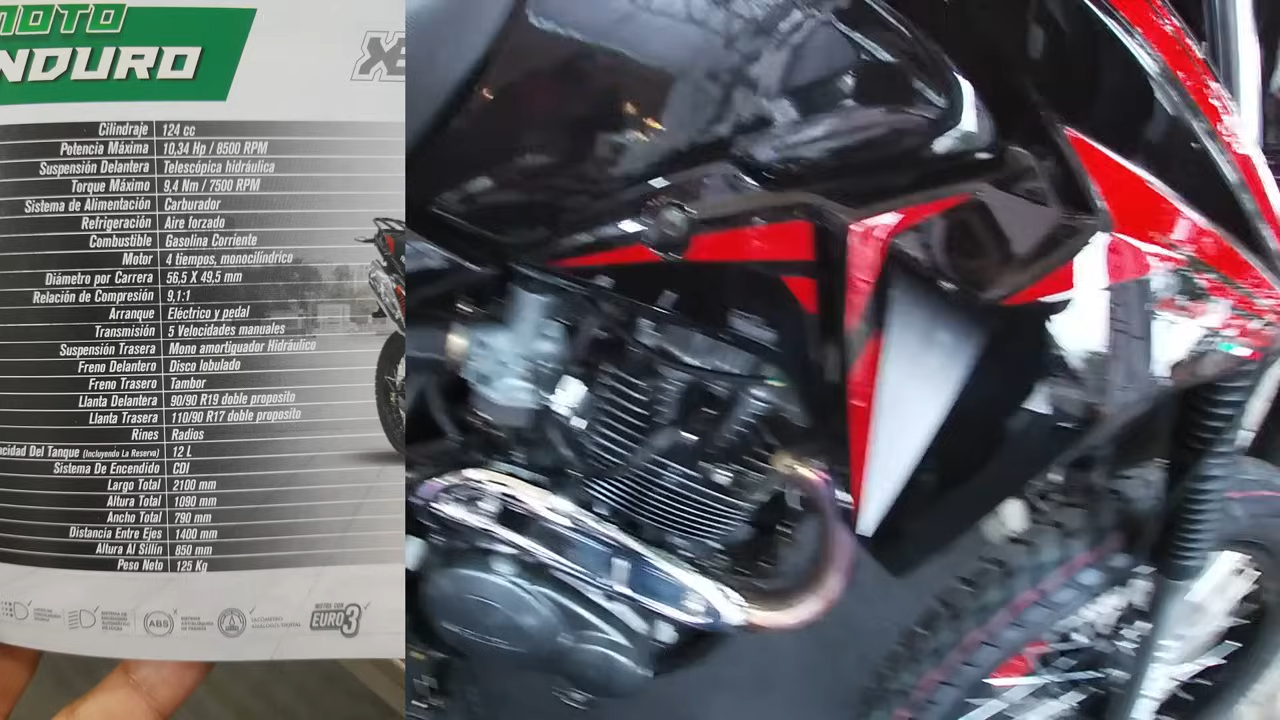 MOTO
NDURO
Cilindraje 124 cc
Potencia Máxima 10,34 Hp / 8500 RPM
Suspensión Delantera Telescópica hidráulica
Torque Máximo 9,4 Nm / 7500 RPM
Sistema de Alimentación Carburador
Refrigeración Aire forzado
Combustible Gasolina Corriente
Motor 4 tiempos, monocilíndrico
Diámetro por Carrera 56,5 X 49,5 mm
Relación de Compresión 9,1:1
Arranque Eléctrico y pedal
Transmisión 5 Velocidades manuales
Suspensión Trasera Mono amortiguador Hidráulico
Freno Delantero Disco lobulado
Freno Trasero Tambor
Llanta Delantera 90/90 R19 doble proposito
Llanta Trasera 110/90 R17 doble proposito
Rines Radios
acidad Del Tanque (Incluyendo La Reserva) 12 L
Sistema De Encendido CDI
Largo Total 2100 mm
Altura Total 1090 mm
Ancho Total 790 mm
Distancia Entre Ejes 1400 mm
Altura Al Sillín 850 mm
Peso Neto 125 Kg
ABS
MOTOS CON
EURO3